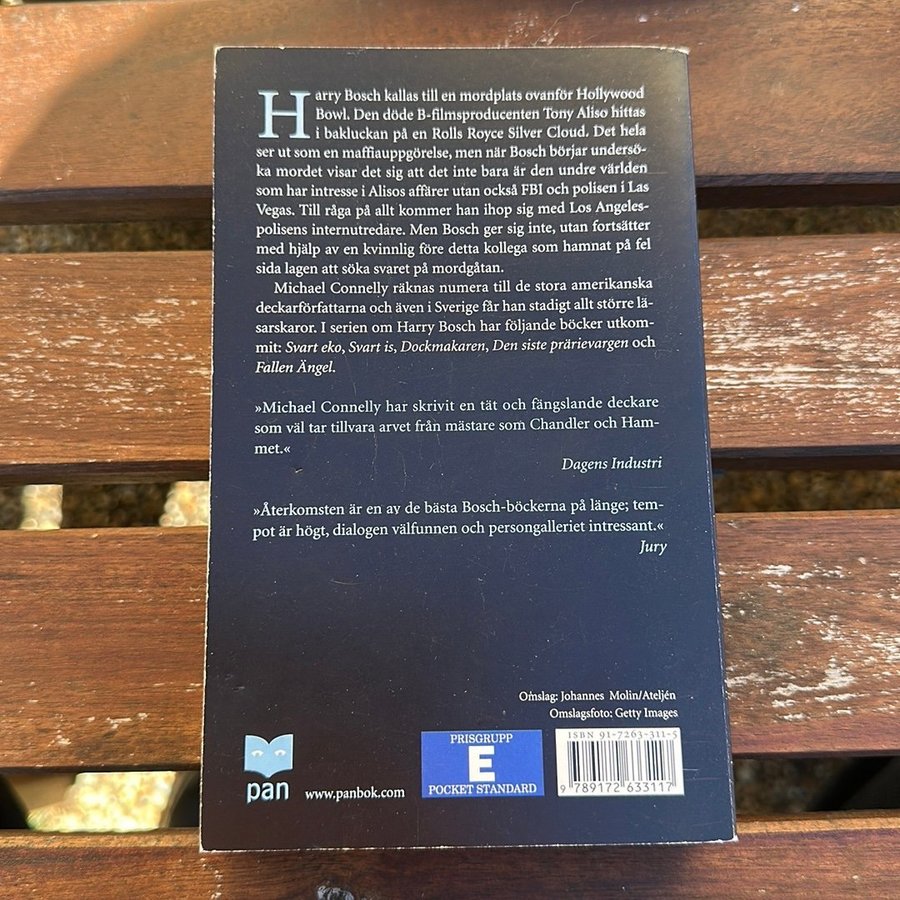 Harry Bosch kallas till en mordplats ovanför Hollywood
Bowl. Den döde B-filmsproducenten Tony Aliso hittas
i bakluckan på en Rolls Royce Silver Cloud. Det hela
ser ut som en maffiauppgörelse, men när Bosch börjar undersö-
ka mordet visar det sig att det inte bara är den undre världen
som har intresse i Alisos affärer utan också FBI och polisen i Las
Vegas. Till råga på allt kommer han ihop sig med Los Angeles-
polisens internutredare. Men Bosch ger sig inte, utan fortsätter
med hjälp av en kvinnlig före detta kollega som hamnat på fel
sida lagen att söka svaret på mordgåtan.
Michael Connelly räknas numera till de stora amerikanska
deckarförfattarna och även i Sverige får han stadigt allt större lä-
sarskaror. I serien om Harry Bosch har följande böcker utkom-
mit: Svart eko, Svart is, Dockmakaren, Den siste prärievargen och
Fallen Ängel.
»Michael Connelly har skrivit en tät och fängslande deckare
som väl tar tillvara arvet från mästare som Chandler och Ham-
met.«
Dagens Industri
»Återkomsten är en av de bästa Bosch-böckerna på länge; tem-
pot är högt, dialogen välfunnen och persongalleriet intressant.«
Jury
Omslag: Johannes Molin/Ateljén
Omslagsfoto: Getty Images
pan
www.panbok.com
PRISGRUPP
E
POCKET STANDARD
ISBN 91-7263-311-5
9 789172 633117